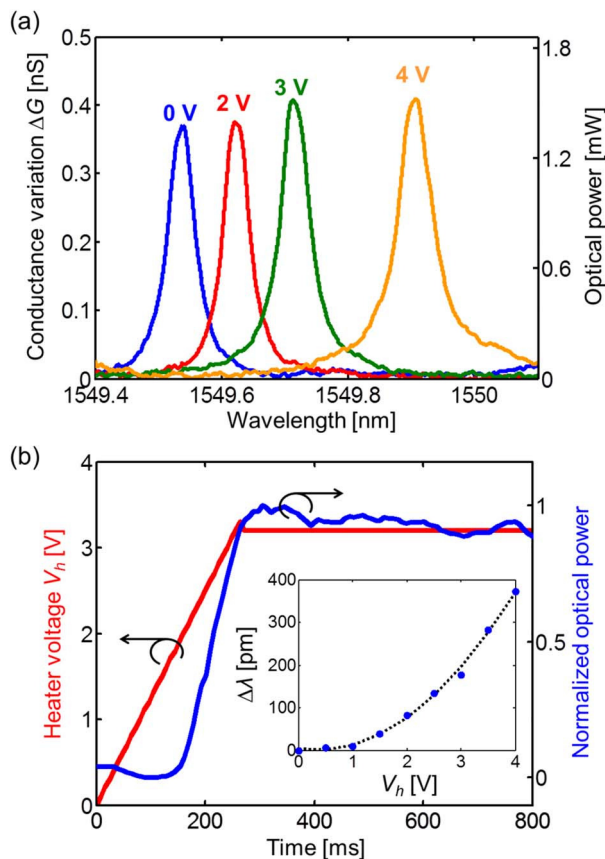 (a)
0.5
0.4
0.3
0.2
0.1
0
Conductance variation ΔG [nS]
0 V
2 V
3 V
4 V
1.8
1.2
0.6
0
Optical power [mW]
1549.4
1549.6
1549.8
1550
Wavelength [nm]
(b)
4
3
2
1
0
Heater voltage Vh [V]
1
0.5
0
Normalized optical power
400
300
200
100
0
Δλ [pm]
0
1
2
3
4
Vh [V]
0
200
400
600
800
Time [ms]